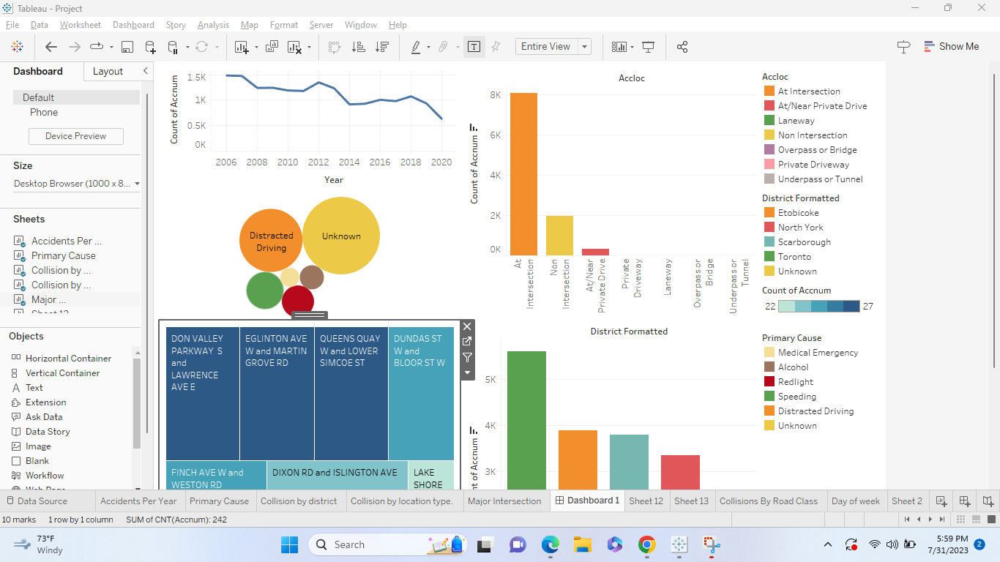 Tableau - Project
File Data Worksheet Dashboard Story Analysis Map Format Server Window Help
Entire View
Show Me
Dashboard Layout
Default
Phone
Device Preview
Size
Desktop Browser (1000 x 8...
Sheets
Accidents Per ...
Primary Cause
Collision by ...
Collision by ...
Major ...
Sheet 12
Objects
Horizontal Container
Vertical Container
Text
Extension
Ask Data
Data Story
Image
Blank
Workflow
Web Page
Count of Accnum
1.5K
1K
0.5K
0K
2006 2008 2010 2012 2014 2016 2018 2020
Year
Distracted
Driving
Unknown
DON VALLEY
PARKWAY S
and
LAWRENCE
AVE E
EGLINTON AVE
W and MARTIN
GROVE RD
QUEENS QUAY
W and LOWER
SIMCOE ST
DUNDAS ST
W and
BLOOR ST W
FINCH AVE W and
WESTON RD
DIXON RD and ISLINGTON AVE
LAKE
SHORE
Accloc
Count of Accnum
8K
6K
4K
2K
0K
At
Intersection
Non
Intersection
At/Near
Private Drive
Private
Driveway
Laneway
Overpass or
Bridge
Underpass or
Tunnel
District Formatted
nt of Accnum
5K
4K
3K
Accloc
At Intersection
At/Near Private Drive
Laneway
Non Intersection
Overpass or Bridge
Private Driveway
Underpass or Tunnel
District Formatted
Etobicoke
North York
Scarborough
Toronto
Unknown
Count of Accnum
22 27
Primary Cause
Medical Emergency
Alcohol
Redlight
Speeding
Distracted Driving
Unknown
Data Source Accidents Per Year Primary Cause Collision by district Collision by location type. Major Intersection Dashboard 1 Sheet 12 Sheet 13 Collisions By Road Class Day of week Sheet 2
10 marks 1 row by 1 column SUM of CNT(Accnum): 242
73°F
Windy
Search
5:59 PM
7/31/2023
2